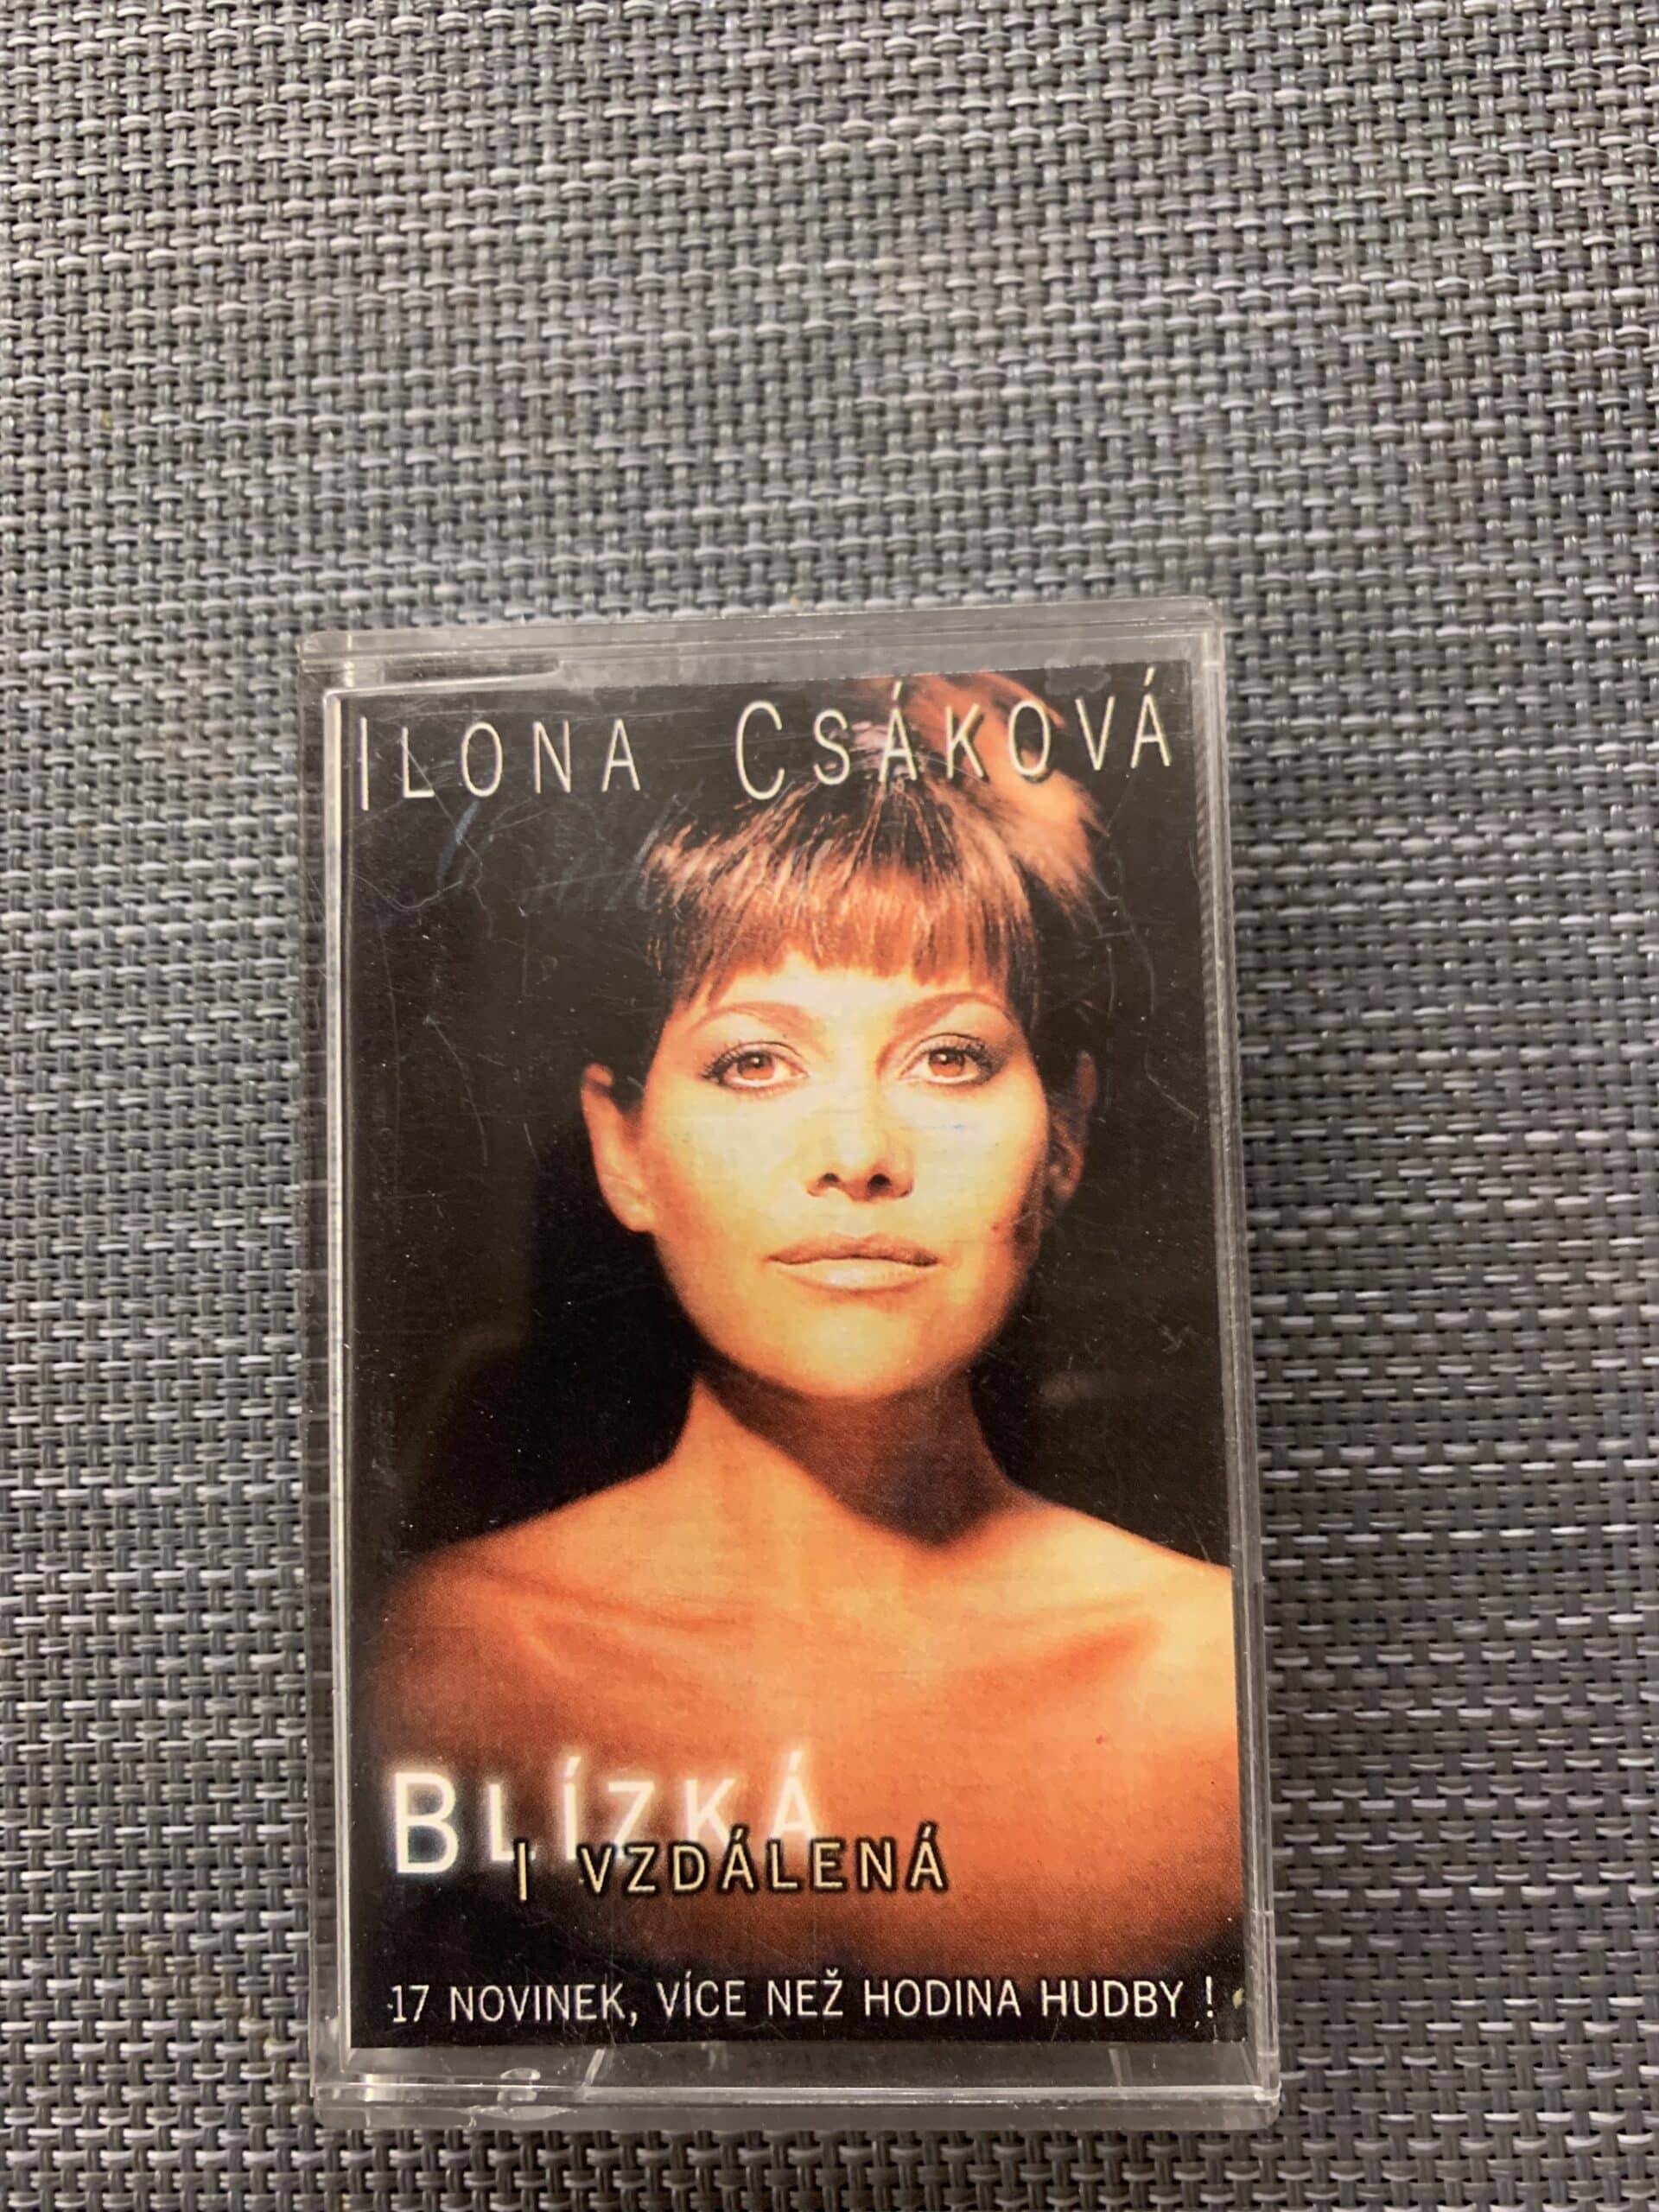 ILONA CSÁKOVÁ
BLÍZKÁ
I VZDÁLENÁ
17 NOVINEK, VÍCE NEŽ HODINA HUDBY !